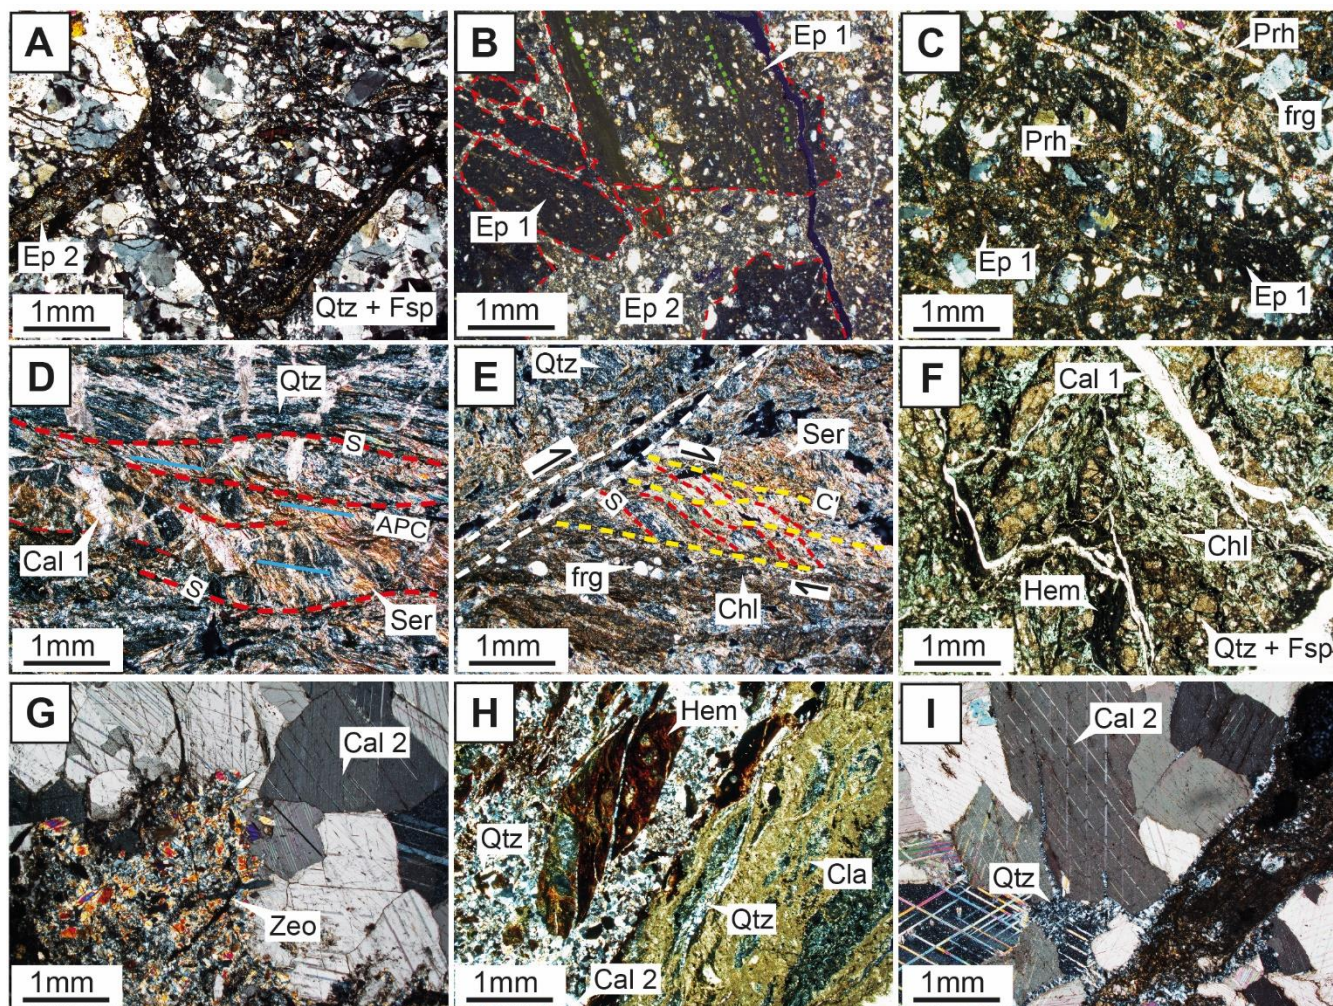 A
Ep 2
Qtz + Fsp
1mm
B
Ep 1
Ep 1
Ep 2
1mm
C
Prh
frg
Prh
Ep 1
Ep 1
1mm
D
Qtz
S
APC
Cal 1
S
Ser
1mm
E
Qtz
Ser
S
C'
frg
Chl
1mm
F
Cal 1
Chl
Hem
Qtz + Fsp
1mm
G
Cal 2
Zeo
1mm
H
Hem
Qtz
Cla
Qtz
Cal 2
1mm
I
Cal 2
Qtz
1mm